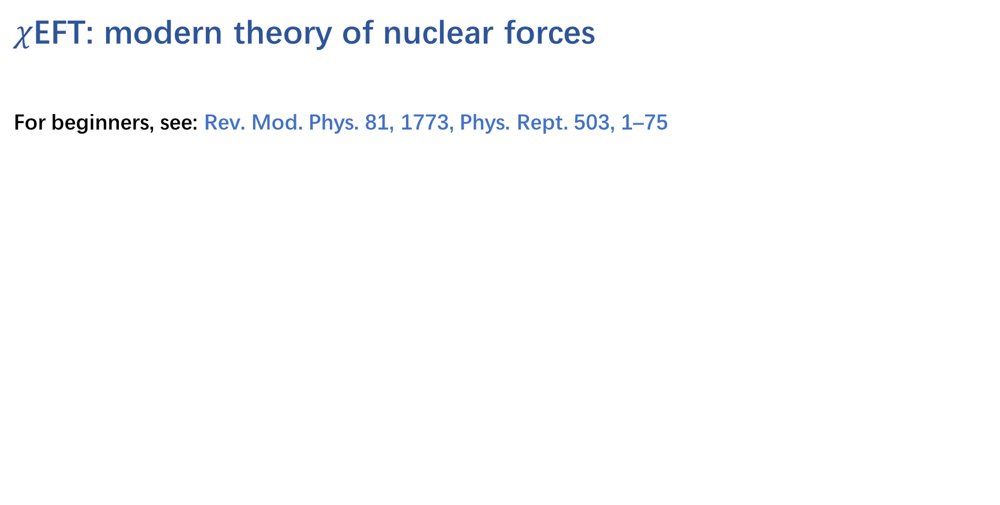 χEFT: modern theory of nuclear forces
For beginners, see: Rev. Mod. Phys. 81, 1773, Phys. Rept. 503, 1–75